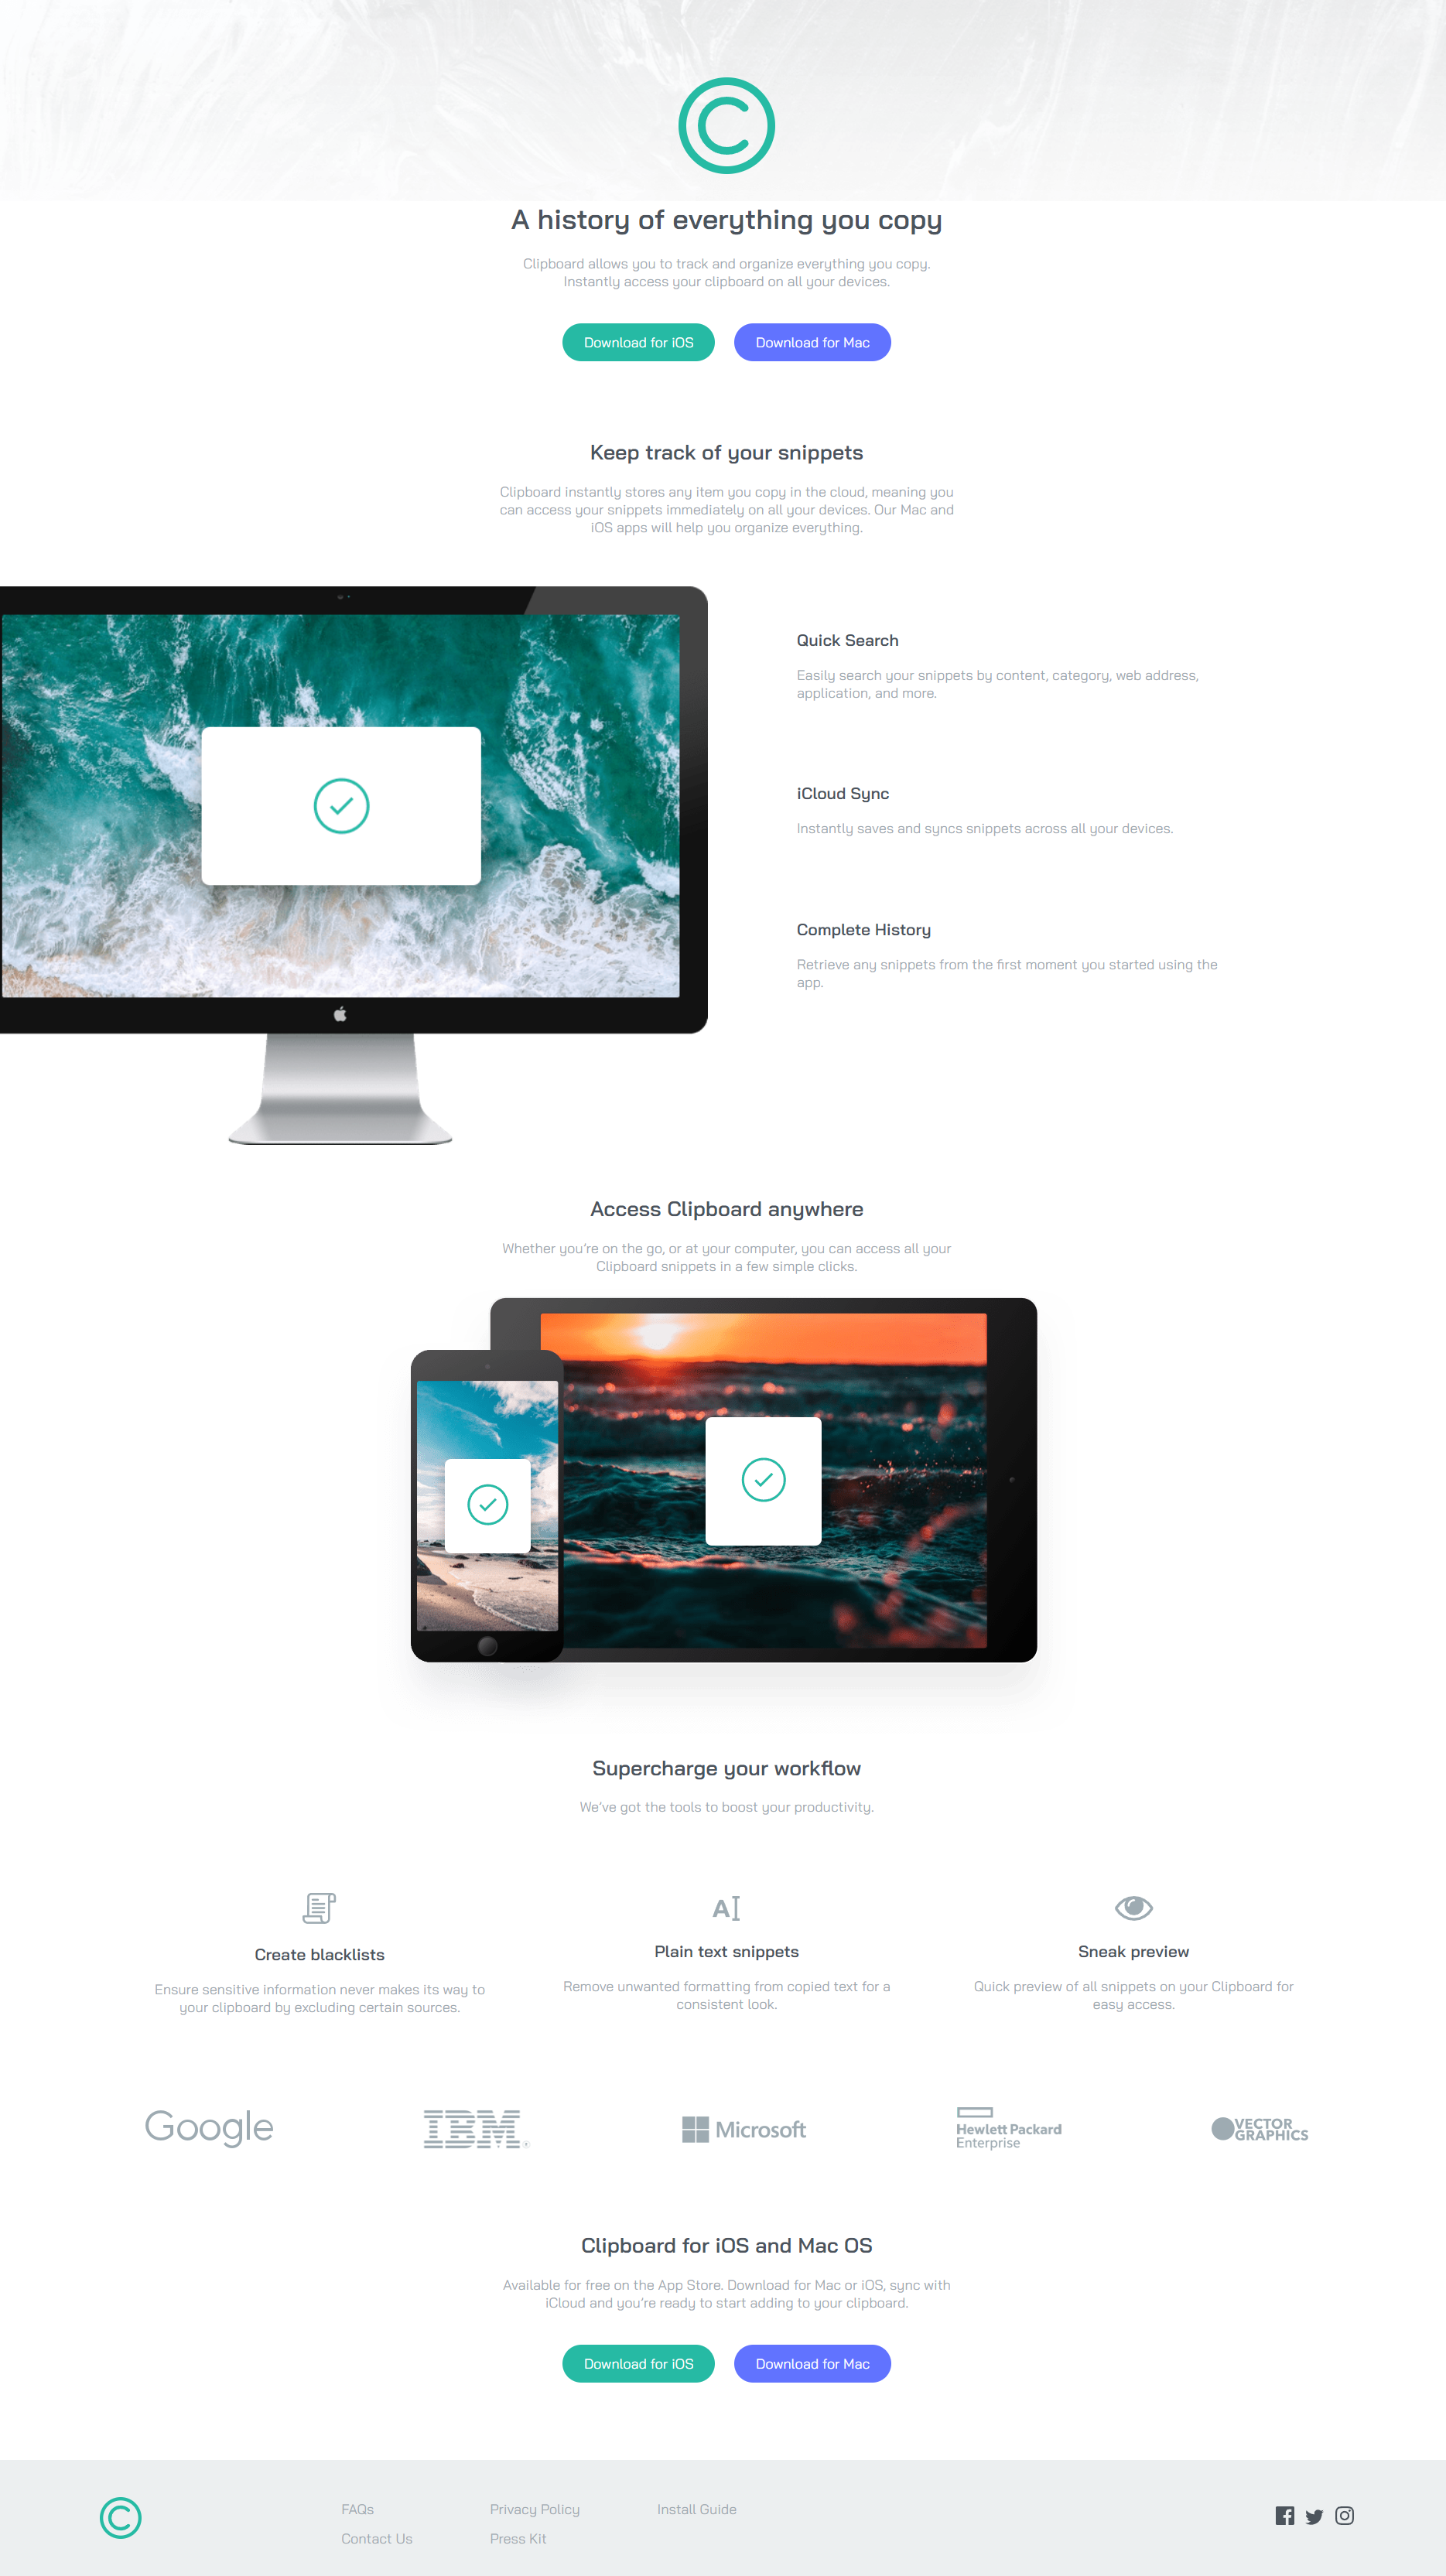 A history of everything you copy
Clipboard allows you to track and organize everything you copy.
Instantly access your clipboard on all your devices.
Download for iOS
Download for Mac
Keep track of your snippets
Clipboard instantly stores any item you copy in the cloud, meaning you
can access your snippets immediately on all your devices. Our Mac and
iOS apps will help you organize everything.
Quick Search
Easily search your snippets by content, category, web address,
application, and more.
iCloud Sync
Instantly saves and syncs snippets across all your devices.
Complete History
Retrieve any snippets from the first moment you started using the
app.
Access Clipboard anywhere
Whether you’re on the go, or at your computer, you can access all your
Clipboard snippets in a few simple clicks.
Supercharge your workflow
We’ve got the tools to boost your productivity.
Create blacklists
Ensure sensitive information never makes its way to
your clipboard by excluding certain sources.
Plain text snippets
Remove unwanted formatting from copied text for a
consistent look.
Sneak preview
Quick preview of all snippets on your Clipboard for
easy access.
Google
IBM
Microsoft
Hewlett Packard
Enterprise
VECTOR
GRAPHICS
Clipboard for iOS and Mac OS
Available for free on the App Store. Download for Mac or iOS, sync with
iCloud and you’re ready to start adding to your clipboard.
Download for iOS
Download for Mac
FAQs
Contact Us
Privacy Policy
Press Kit
Install Guide